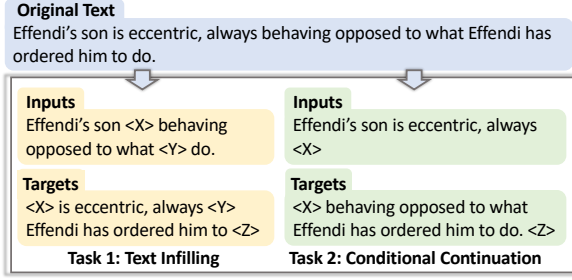 Original Text
Effendi's son is eccentric, always behaving opposed to what Effendi has
ordered him to do.
Inputs
Effendi's son <X> behaving
opposed to what <Y> do.
Targets
<X> is eccentric, always <Y>
Effendi has ordered him to <Z>
Task 1: Text Infilling
Inputs
Effendi's son is eccentric, always
<X>
Targets
<X> behaving opposed to what
Effendi has ordered him to do. <Z>
Task 2: Conditional Continuation